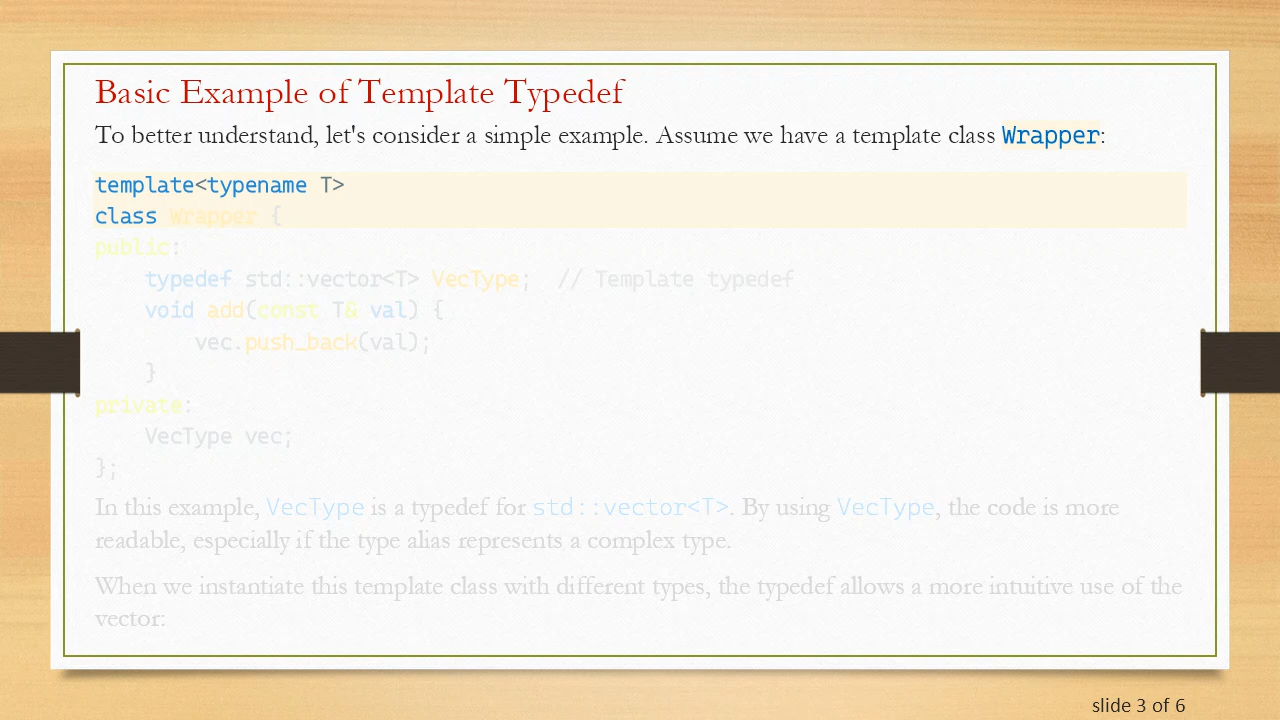 Basic Example of Template Typedef
To better understand, let's consider a simple example. Assume we have a template class Wrapper:
template<typename T>
class Wrapper {
public:
    typedef std::vector<T> VecType;  // Template typedef
    void add(const T& val) {
        vec.push_back(val);
    }
private:
    VecType vec;
};
In this example, VecType is a typedef for std::vector<T>. By using VecType, the code is more
readable, especially if the type alias represents a complex type.
When we instantiate this template class with different types, the typedef allows a more intuitive use of the
vector:
slide 3 of 6